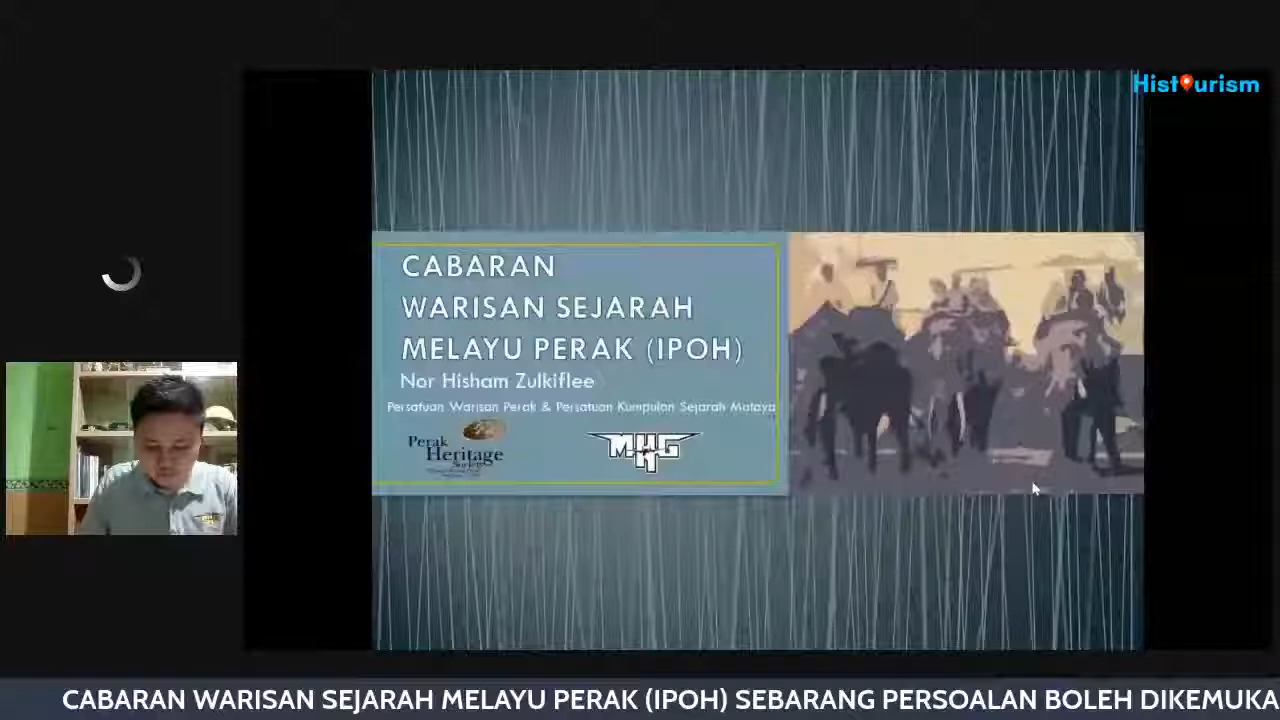 Histourism
CABARAN
WARISAN SEJARAH
MELAYU PERAK (IPOH)
Nor Hisham Zulkiflee
Persatuan Warisan Perak & Persatuan Kumpulan Sejarah Malaya
Perak
Heritage
Society
MHG
CABARAN WARISAN SEJARAH MELAYU PERAK (IPOH) SEBARANG PERSOALAN BOLEH DIKEMUKA